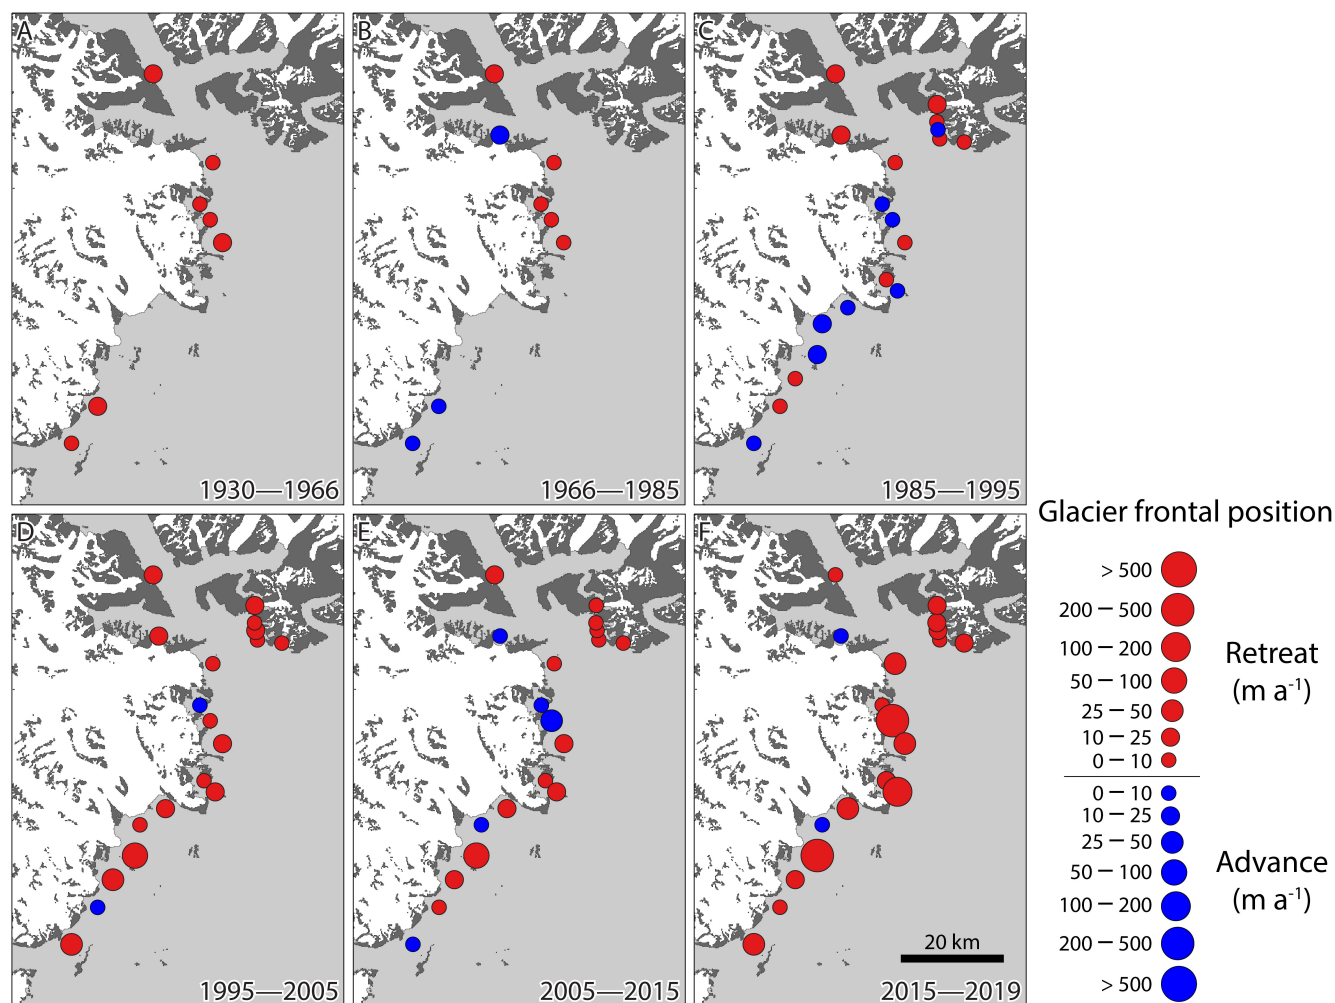 A
B
C
1930—1966
1966—1985
1985—1995
D
E
F
1995—2005
2005—2015
20 km
2015—2019
Glacier frontal position
> 500
200 — 500
100 — 200
50 — 100
25 — 50
10 — 25
0 — 10
Retreat
(m a⁻¹)
0 — 10
10 — 25
25 — 50
50 — 100
100 — 200
200 — 500
> 500
Advance
(m a⁻¹)